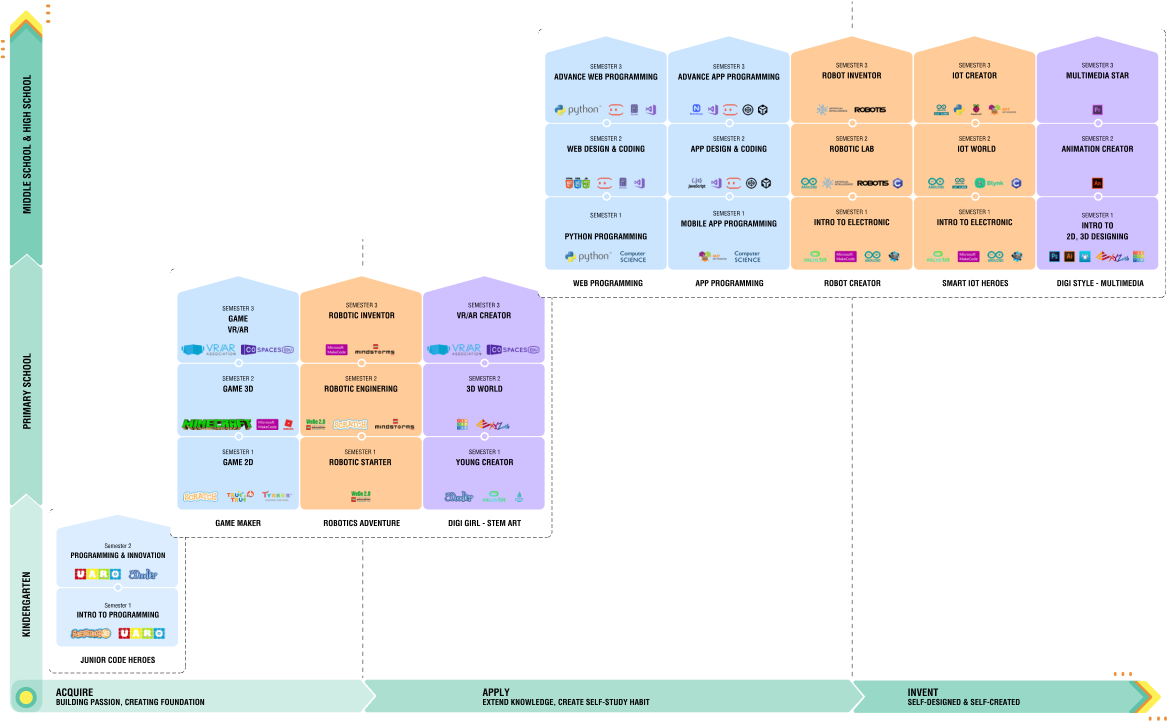 MIDDLE SCHOOL & HIGH SCHOOL
SEMESTER 3
ADVANCE WEB PROGRAMMING
python
SEMESTER 2
WEB DESIGN & CODING
SEMESTER 1
PYTHON PROGRAMMING
python
Computer
SCIENCE
WEB PROGRAMMING
SEMESTER 3
ADVANCE APP PROGRAMMING
SEMESTER 2
APP DESIGN & CODING
JavaScript
SEMESTER 1
MOBILE APP PROGRAMMING
Computer
SCIENCE
APP PROGRAMMING
SEMESTER 3
ROBOT INVENTOR
ROBOTIS
SEMESTER 2
ROBOTIC LAB
ROBOTIS
SEMESTER 1
INTRO TO ELECTRONIC
Microsoft
MakeCode
ROBOT CREATOR
SEMESTER 3
IOT CREATOR
SEMESTER 2
IOT WORLD
Blynk
SEMESTER 1
INTRO TO ELECTRONIC
Microsoft
MakeCode
SMART IOT HEROES
SEMESTER 3
MULTIMEDIA STAR
Pr
SEMESTER 2
ANIMATION CREATOR
An
SEMESTER 1
INTRO TO
2D, 3D DESIGNING
Ps
Ai
DIGI STYLE - MULTIMEDIA
PRIMARY SCHOOL
SEMESTER 3
GAME
VR/AR
VR/AR
ASSOCIATION
CO SPACES EDU
SEMESTER 2
GAME 3D
MINECRAFT
Microsoft
MakeCode
SEMESTER 1
GAME 2D
SCRATCH
TRUE TRUE
TYNKER
GAME MAKER
SEMESTER 3
ROBOTIC INVENTOR
Microsoft
MakeCode
mindstorms
SEMESTER 2
ROBOTIC ENGINERING
WeDo 2.0
SCRATCH
mindstorms
SEMESTER 1
ROBOTIC STARTER
WeDo 2.0
ROBOTICS ADVENTURE
SEMESTER 3
VR/AR CREATOR
VR/AR
ASSOCIATION
CO SPACES EDU
SEMESTER 2
3D WORLD
SEMESTER 1
YOUNG CREATOR
DIGI GIRL - STEM ART
KINDERGARTEN
Semester 2
PROGRAMMING & INNOVATION
UARO
Semester 1
INTRO TO PROGRAMMING
UARO
JUNIOR CODE HEROES
ACQUIRE
BUILDING PASSION, CREATING FOUNDATION
APPLY
EXTEND KNOWLEDGE, CREATE SELF-STUDY HABIT
INVENT
SELF-DESIGNED & SELF-CREATED